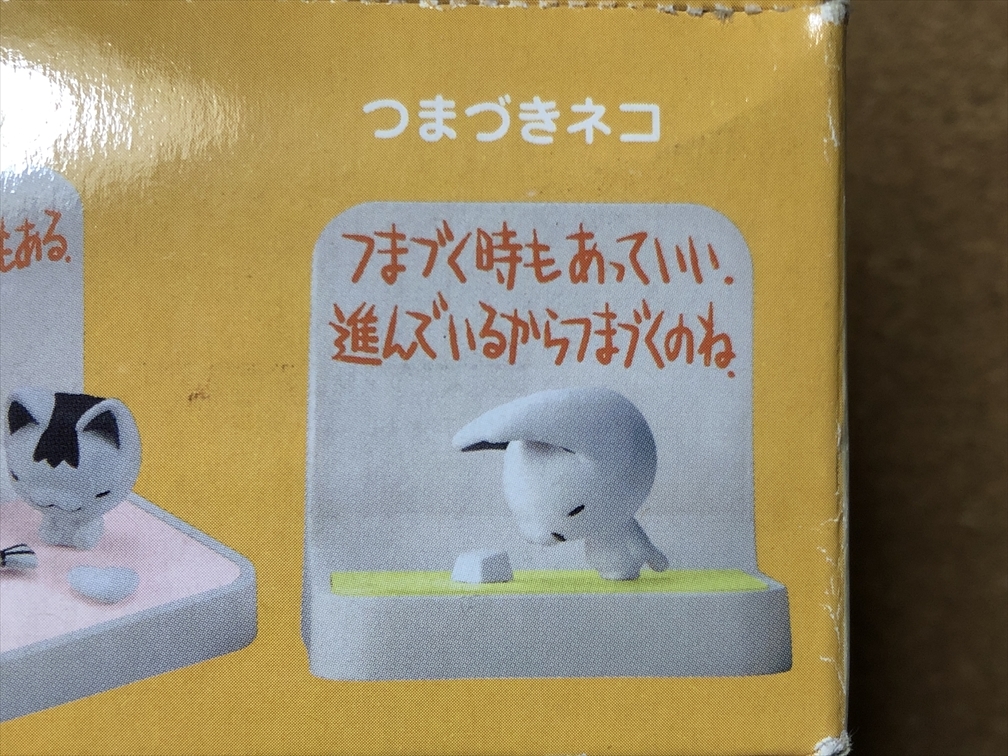 つまづきネコ
もある.
つまづく時もあっていい.
進んでいるからつまづくのね.